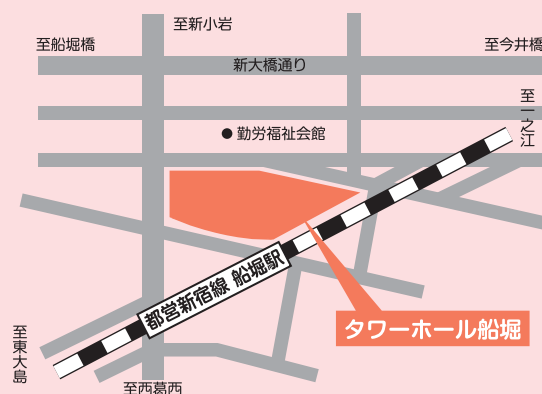 至新小岩
至船堀橋
至今井橋
新大橋通り
至一之江
勤労福祉会館
都営新宿線 船堀駅
タワーホール船堀
至東大島
至西葛西